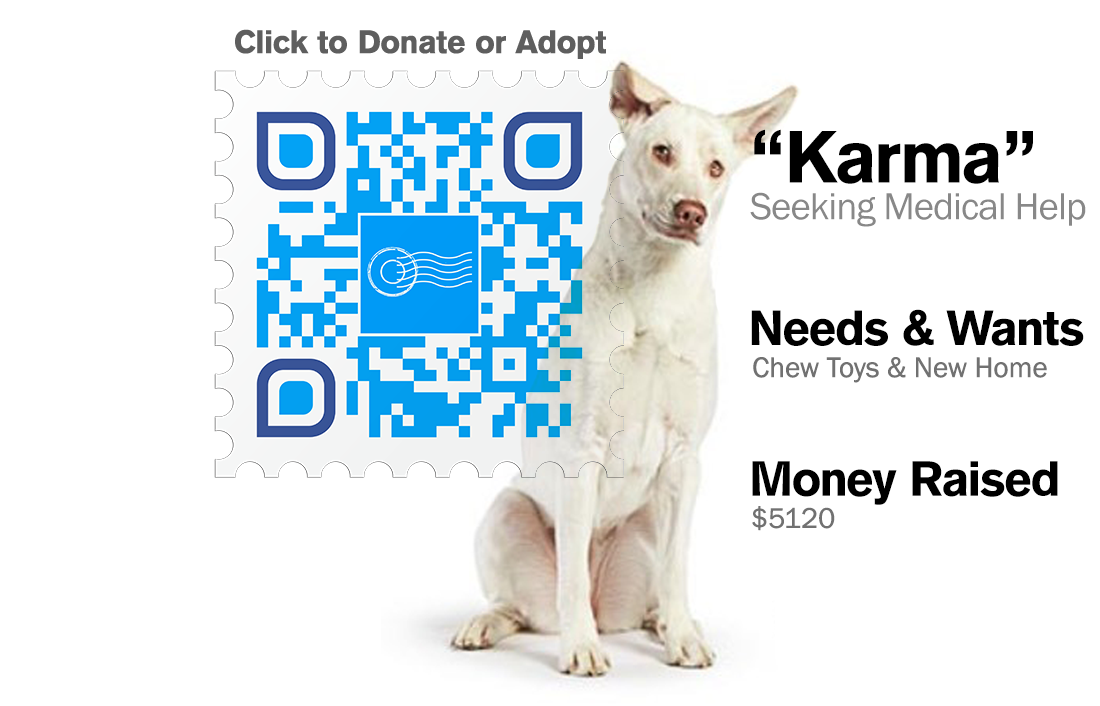 Click to Donate or Adopt
“Karma”
Seeking Medical Help
Needs & Wants
Chew Toys & New Home
Money Raised
$5120